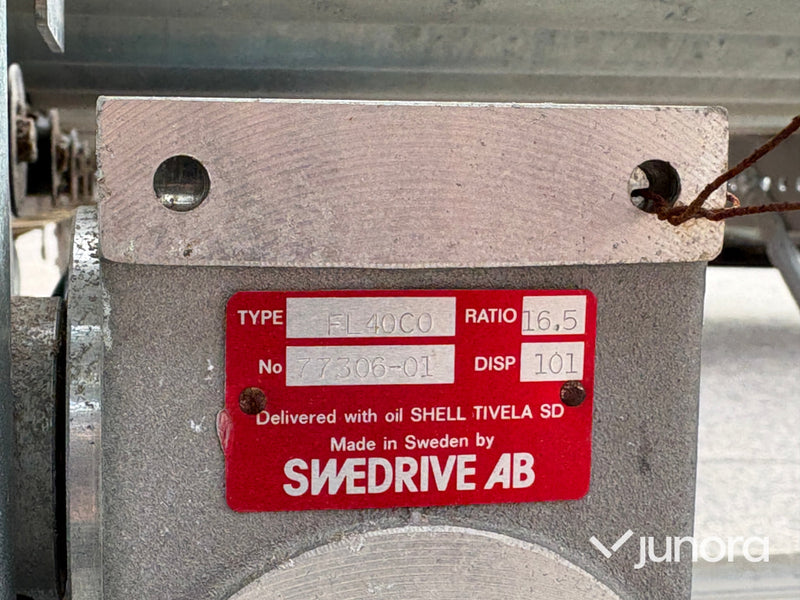 TYPE FL40C0 RATIO 16,5
No 77306-01 DISP 101
Delivered with oil SHELL TIVELA SD
Made in Sweden by
SWEDRIVE AB
junora